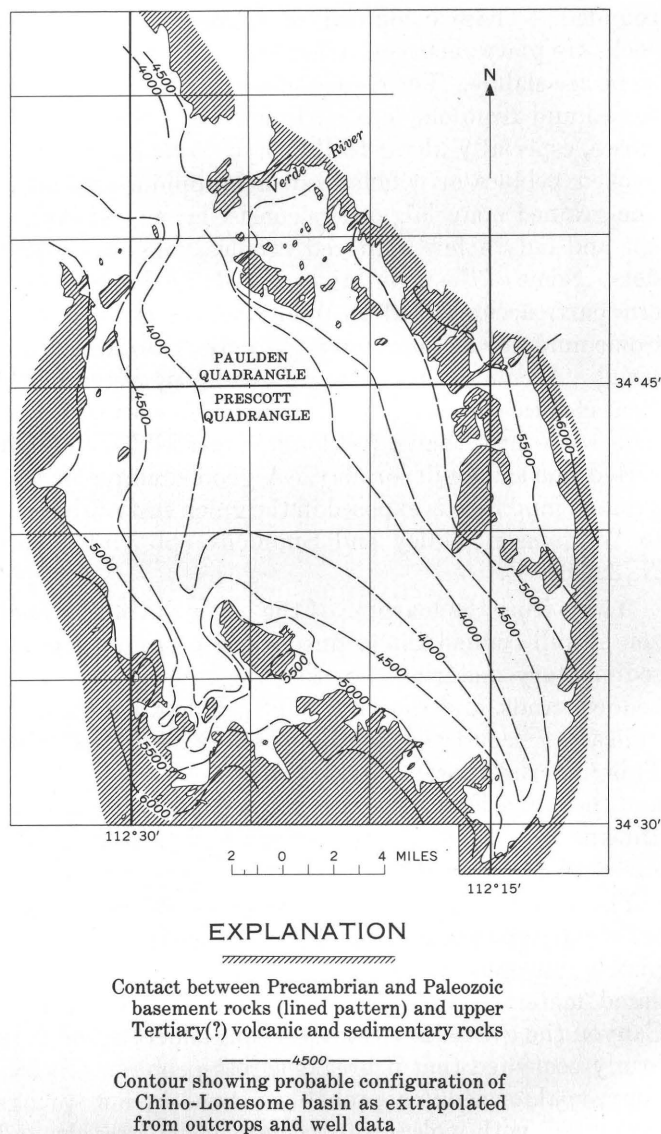 4500
4000
N
Verde River
4000
4500
PAULDEN
QUADRANGLE
PRESCOTT
QUADRANGLE
34°45′
5500
6000
5000
4500
5000
4000
4500
5500
5000
5500
6000
34°30′
112°30′
112°15′
2 0 2 4 MILES
EXPLANATION
Contact between Precambrian and Paleozoic
basement rocks (lined pattern) and upper
Tertiary(?) volcanic and sedimentary rocks
4500
Contour showing probable configuration of
Chino-Lonesome basin as extrapolated
from outcrops and well data